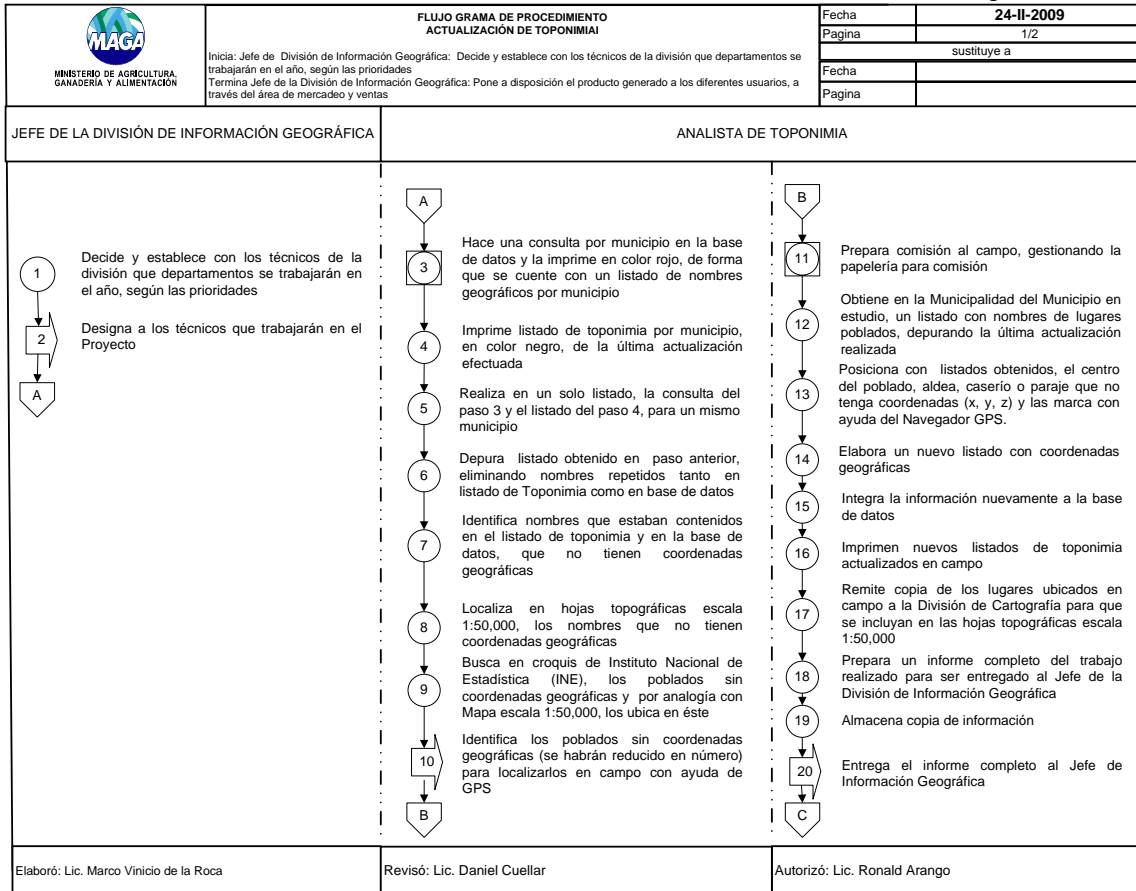 MAGA
MINISTERIO DE AGRICULTURA,
GANADERÍA Y ALIMENTACIÓN
FLUJO GRAMA DE PROCEDIMIENTO
ACTUALIZACIÓN DE TOPONIMIAI
Inicia: Jefe de División de Información Geográfica: Decide y establece con los técnicos de la división que departamentos se
trabajarán en el año, según las prioridades
Termina Jefe de la División de Información Geográfica: Pone a disposición el producto generado a los diferentes usuarios, a
través del área de mercadeo y ventas
Fecha 24-II-2009
Pagina 1/2
sustituye a
Fecha
Pagina
JEFE DE LA DIVISIÓN DE INFORMACIÓN GEOGRÁFICA
ANALISTA DE TOPONIMIA
1
Decide y establece con los técnicos de la
división que departamentos se trabajarán en
el año, según las prioridades
2
Designa a los técnicos que trabajarán en el
Proyecto
A
A
3
Hace una consulta por municipio en la base
de datos y la imprime en color rojo, de forma
que se cuente con un listado de nombres
geográficos por municipio
4
Imprime listado de toponimia por municipio,
en color negro, de la última actualización
efectuada
5
Realiza en un solo listado, la consulta del
paso 3 y el listado del paso 4, para un mismo
municipio
6
Depura listado obtenido en paso anterior,
eliminando nombres repetidos tanto en
listado de Toponimia como en base de datos
7
Identifica nombres que estaban contenidos
en el listado de toponimia y en la base de
datos, que no tienen coordenadas
geográficas
8
Localiza en hojas topográficas escala
1:50,000, los nombres que no tienen
coordenadas geográficas
9
Busca en croquis de Instituto Nacional de
Estadística (INE), los poblados sin
coordenadas geográficas y por analogía con
Mapa escala 1:50,000, los ubica en éste
10
Identifica los poblados sin coordenadas
geográficas (se habrán reducido en número)
para localizarlos en campo con ayuda de
GPS
B
B
11
Prepara comisión al campo, gestionando la
papelería para comisión
12
Obtiene en la Municipalidad del Municipio en
estudio, un listado con nombres de lugares
poblados, depurando la última actualización
realizada
13
Posiciona con listados obtenidos, el centro
del poblado, aldea, caserío o paraje que no
tenga coordenadas (x, y, z) y las marca con
ayuda del Navegador GPS.
14
Elabora un nuevo listado con coordenadas
geográficas
15
Integra la información nuevamente a la base
de datos
16
Imprimen nuevos listados de toponimia
actualizados en campo
17
Remite copia de los lugares ubicados en
campo a la División de Cartografía para que
se incluyan en las hojas topográficas escala
1:50,000
18
Prepara un informe completo del trabajo
realizado para ser entregado al Jefe de la
División de Información Geográfica
19
Almacena copia de información
20
Entrega el informe completo al Jefe de
Información Geográfica
C
Elaboró: Lic. Marco Vinicio de la Roca
Revisó: Lic. Daniel Cuellar
Autorizó: Lic. Ronald Arango